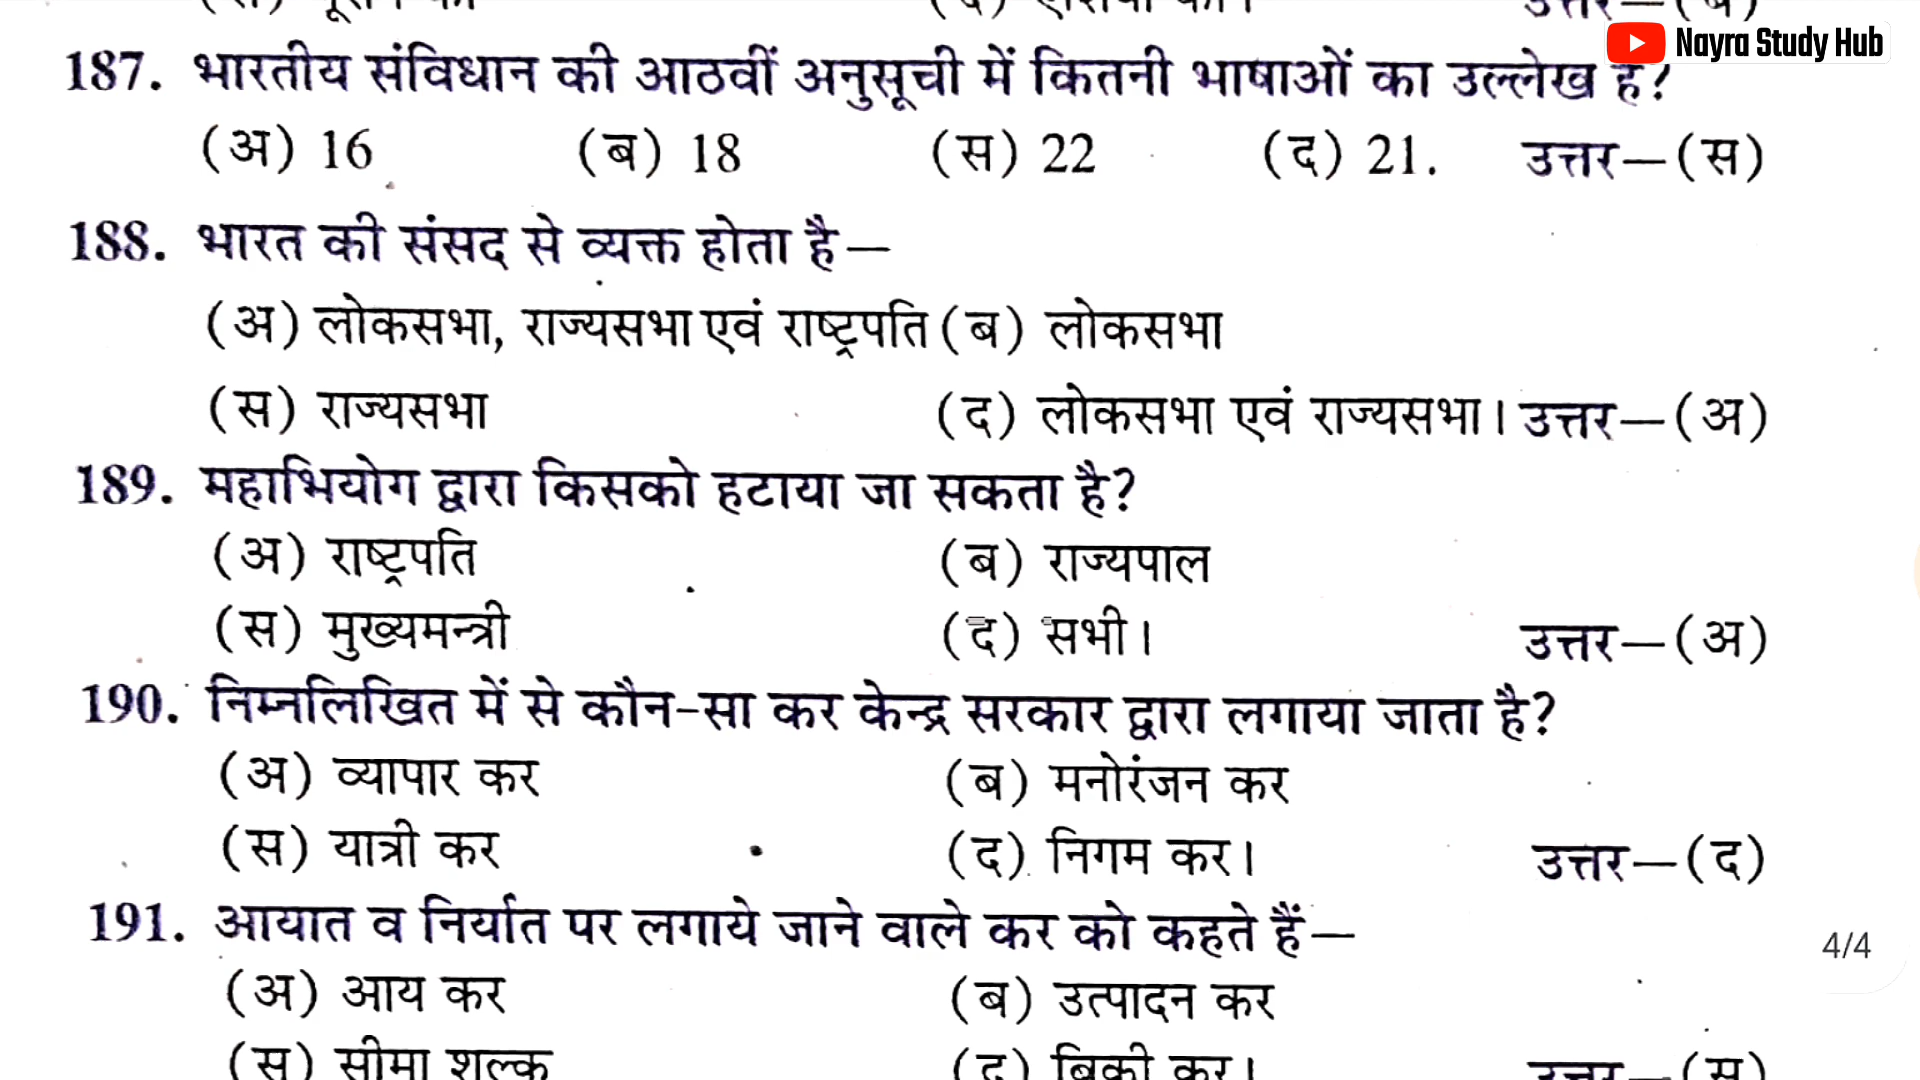 Nayra Study Hub
187. भारतीय संविधान की आठवीं अनुसूची में कितनी भाषाओं का उल्लेख है?
(अ) 16 (ब) 18 (स) 22 (द) 21. उत्तर—(स)
188. भारत की संसद से व्यक्त होता है—
(अ) लोकसभा, राज्यसभा एवं राष्ट्रपति (ब) लोकसभा
(स) राज्यसभा (द) लोकसभा एवं राज्यसभा। उत्तर—(अ)
189. महाभियोग द्वारा किसको हटाया जा सकता है?
(अ) राष्ट्रपति (ब) राज्यपाल
(स) मुख्यमन्त्री (द) सभी। उत्तर—(अ)
190. निम्नलिखित में से कौन-सा कर केन्द्र सरकार द्वारा लगाया जाता है?
(अ) व्यापार कर (ब) मनोरंजन कर
(स) यात्री कर (द) निगम कर। उत्तर—(द)
191. आयात व निर्यात पर लगाये जाने वाले कर को कहते हैं—
4/4
(अ) आय कर (ब) उत्पादन कर
(स) सीमा शुल्क (द) बिक्री कर। उत्तर—(स)